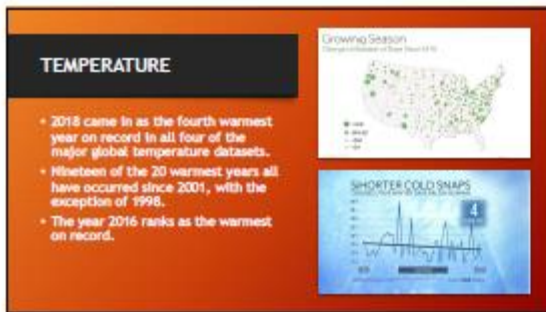 TEMPERATURE
• 2018 came in as the fourth warmest
year on record in all four of the
major global temperature datasets.
• Nineteen of the 20 warmest years all
have occurred since 2001, with the
exception of 1998.
• The year 2016 ranks as the warmest
on record.
Growing Season
SHORTER COLD SNAPS
4